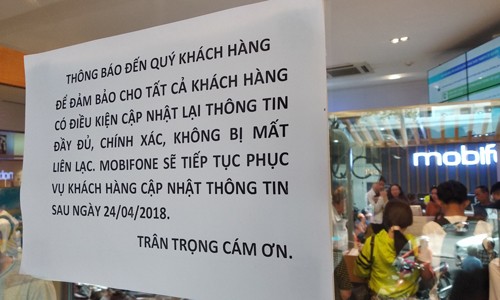 THÔNG BÁO ĐẾN QUÝ KHÁCH HÀNG
ĐỂ ĐẢM BẢO CHO TẤT CẢ KHÁCH HÀNG
CÓ ĐIỀU KIỆN CẬP NHẬT LẠI THÔNG TIN
ĐẦY ĐỦ, CHÍNH XÁC, KHÔNG BỊ MẤT
LIÊN LẠC. MOBIFONE SẼ TIẾP TỤC PHỤC
VỤ KHÁCH HÀNG CẬP NHẬT THÔNG TIN
SAU NGÀY 24/04/2018.
TRÂN TRỌNG CÁM ƠN.
mobifo